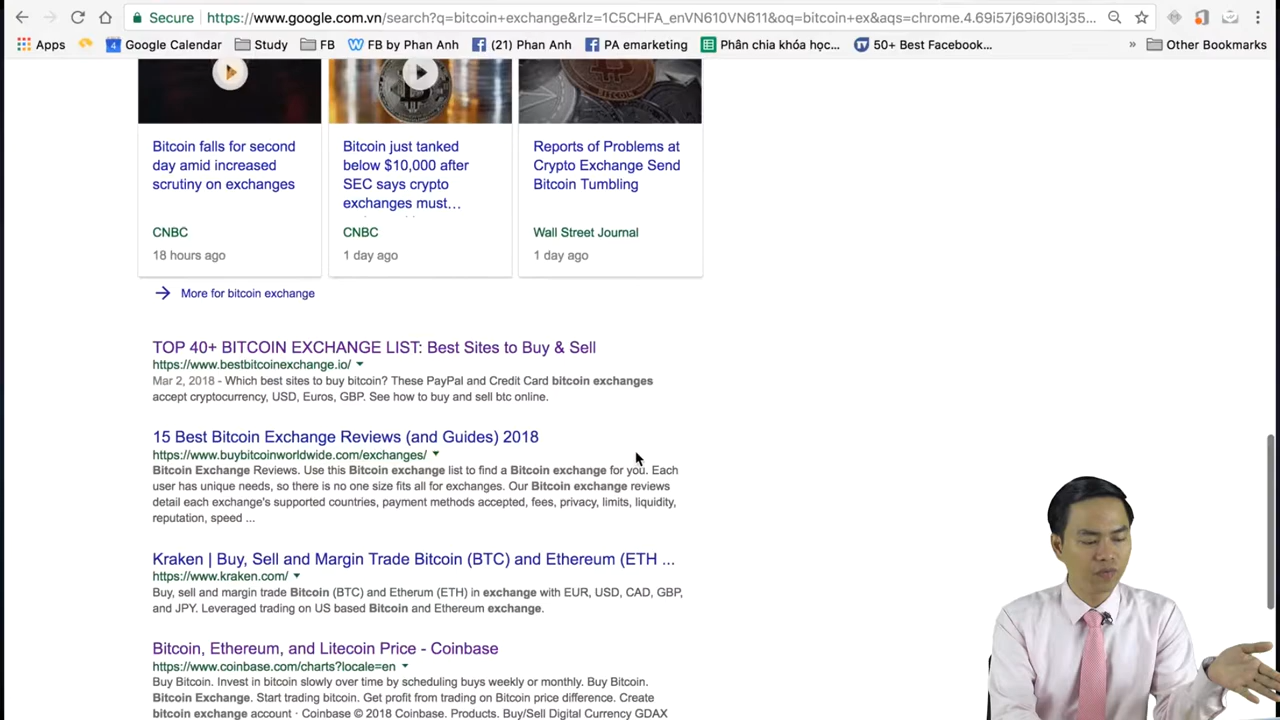 Secure https://www.google.com.vn/search?q=bitcoin+exchange&rlz=1C5CHFA_enVN610VN611&oq=bitcoin+ex&aqs=chrome.4.69i57j69i60l3j35...
Apps 4 Google Calendar Study FB FB by Phan Anh (21) Phan Anh PA emarketing Phân chia khóa học... 50+ Best Facebook... » Other Bookmarks
Bitcoin falls for second
day amid increased
scrutiny on exchanges
CNBC
18 hours ago
Bitcoin just tanked
below $10,000 after
SEC says crypto
exchanges must…
CNBC
1 day ago
Reports of Problems at
Crypto Exchange Send
Bitcoin Tumbling
Wall Street Journal
1 day ago
More for bitcoin exchange
TOP 40+ BITCOIN EXCHANGE LIST: Best Sites to Buy & Sell
https://www.bestbitcoinexchange.io/
Mar 2, 2018 - Which best sites to buy bitcoin? These PayPal and Credit Card bitcoin exchanges
accept cryptocurrency, USD, Euros, GBP. See how to buy and sell btc online.
15 Best Bitcoin Exchange Reviews (and Guides) 2018
https://www.buybitcoinworldwide.com/exchanges/
Bitcoin Exchange Reviews. Use this Bitcoin exchange list to find a Bitcoin exchange for you. Each
user has unique needs, so there is no one size fits all for exchanges. Our Bitcoin exchange reviews
detail each exchange's supported countries, payment methods accepted, fees, privacy, limits, liquidity,
reputation, speed ...
Kraken | Buy, Sell and Margin Trade Bitcoin (BTC) and Ethereum (ETH ...
https://www.kraken.com/
Buy, sell and margin trade Bitcoin (BTC) and Etherum (ETH) in exchange with EUR, USD, CAD, GBP,
and JPY. Leveraged trading on US based Bitcoin and Ethereum exchange.
Bitcoin, Ethereum, and Litecoin Price - Coinbase
https://www.coinbase.com/charts?locale=en
Buy Bitcoin. Invest in bitcoin slowly over time by scheduling buys weekly or monthly. Buy Bitcoin.
Bitcoin Exchange. Start trading bitcoin. Get profit from trading on Bitcoin price difference. Create
bitcoin exchange account · Coinbase © 2018 Coinbase. Products. Buy/Sell Digital Currency GDAX